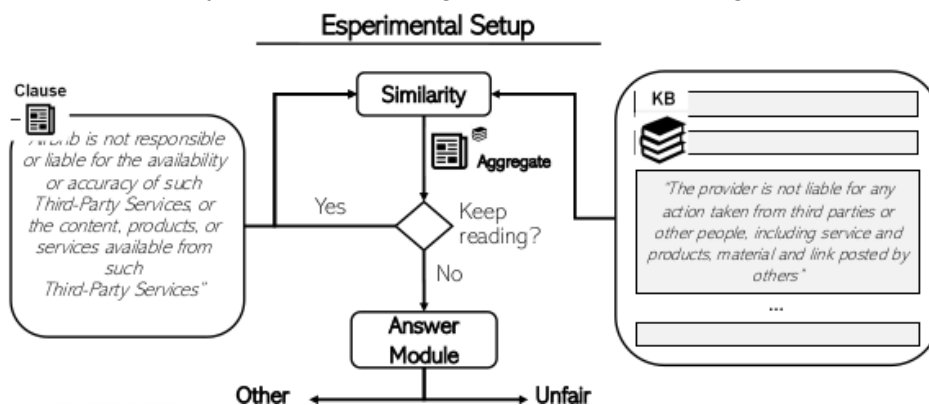 Experimental Setup
Clause
Airbnb is not responsible
or liable for the availability
or accuracy of such
Third-Party Services, or
the content, products, or
services available from
such
Third-Party Services"
Similarity
Aggregate
Yes
Keep
reading?
No
Answer
Module
Other
Unfair
KB
"The provider is not liable for any
action taken from third parties or
other people, including service and
products, material and link posted by
others"
...